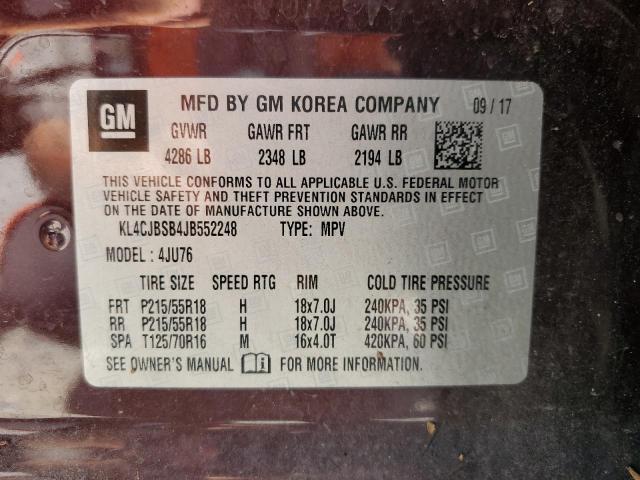 GM
MFD BY GM KOREA COMPANY 09/17
GVWR GAWR FRT GAWR RR
4286 LB 2348 LB 2194 LB
THIS VEHICLE CONFORMS TO ALL APPLICABLE U.S. FEDERAL MOTOR
VEHICLE SAFETY AND THEFT PREVENTION STANDARDS IN EFFECT
ON THE DATE OF MANUFACTURE SHOWN ABOVE.
KL4CJBSB4JB552248 TYPE: MPV
MODEL: 4JU76
TIRE SIZE SPEED RTG RIM COLD TIRE PRESSURE
FRT P215/55R18 H 18x7.0J 240KPA, 35 PSI
RR P215/55R18 H 18x7.0J 240KPA, 35 PSI
SPA T125/70R16 M 16x4.0T 420KPA, 60 PSI
SEE OWNER'S MANUAL i FOR MORE INFORMATION.